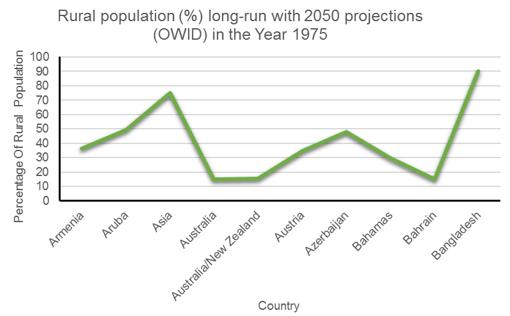 Rural population (%) long-run with 2050 projections
(OWID) in the Year 1975
Percentage Of Rural Population
100
90
80
70
60
50
40
30
20
10
0
Armenia
Aruba
Asia
Australia
Australia/New Zealand
Austria
Azerbaijan
Bahamas
Bahrain
Bangladesh
Country